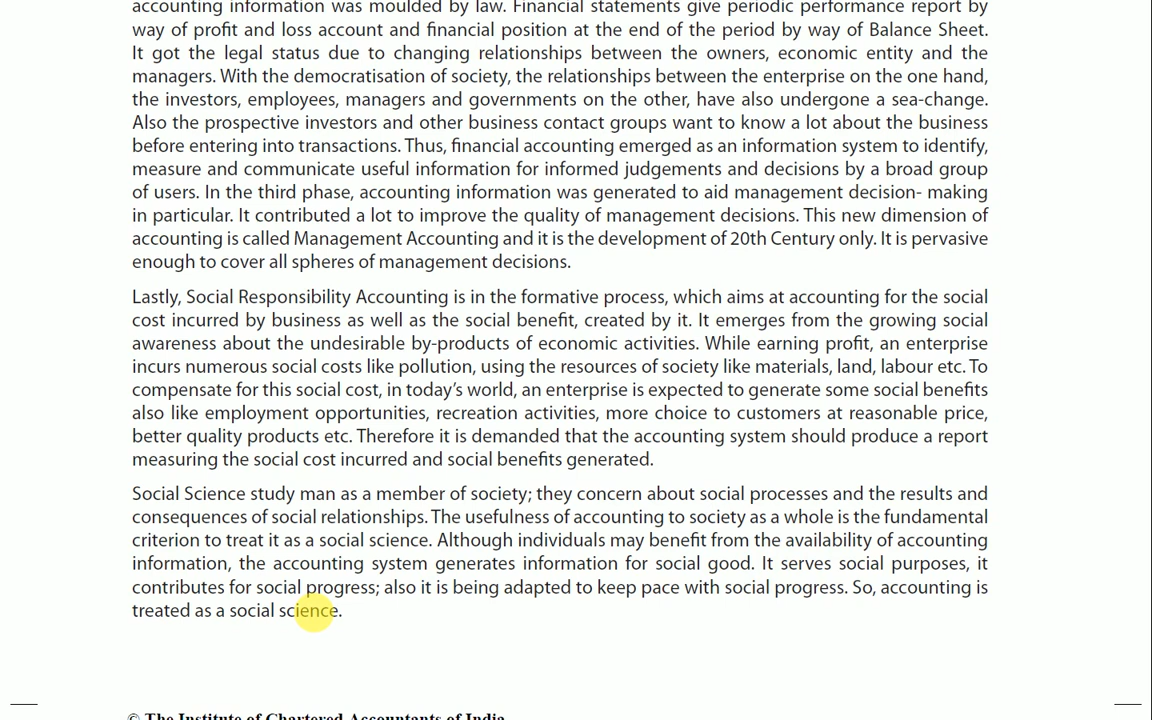 accounting information was moulded by law. Financial statements give periodic performance report by
way of profit and loss account and financial position at the end of the period by way of Balance Sheet.
It got the legal status due to changing relationships between the owners, economic entity and the
managers. With the democratisation of society, the relationships between the enterprise on the one hand,
the investors, employees, managers and governments on the other, have also undergone a sea-change.
Also the prospective investors and other business contact groups want to know a lot about the business
before entering into transactions. Thus, financial accounting emerged as an information system to identify,
measure and communicate useful information for informed judgements and decisions by a broad group
of users. In the third phase, accounting information was generated to aid management decision- making
in particular. It contributed a lot to improve the quality of management decisions. This new dimension of
accounting is called Management Accounting and it is the development of 20th Century only. It is pervasive
enough to cover all spheres of management decisions.
Lastly, Social Responsibility Accounting is in the formative process, which aims at accounting for the social
cost incurred by business as well as the social benefit, created by it. It emerges from the growing social
awareness about the undesirable by-products of economic activities. While earning profit, an enterprise
incurs numerous social costs like pollution, using the resources of society like materials, land, labour etc. To
compensate for this social cost, in today's world, an enterprise is expected to generate some social benefits
also like employment opportunities, recreation activities, more choice to customers at reasonable price,
better quality products etc. Therefore it is demanded that the accounting system should produce a report
measuring the social cost incurred and social benefits generated.
Social Science study man as a member of society; they concern about social processes and the results and
consequences of social relationships. The usefulness of accounting to society as a whole is the fundamental
criterion to treat it as a social science. Although individuals may benefit from the availability of accounting
information, the accounting system generates information for social good. It serves social purposes, it
contributes for social progress; also it is being adapted to keep pace with social progress. So, accounting is
treated as a social science.
© The Institute of Chartered Accountants of India